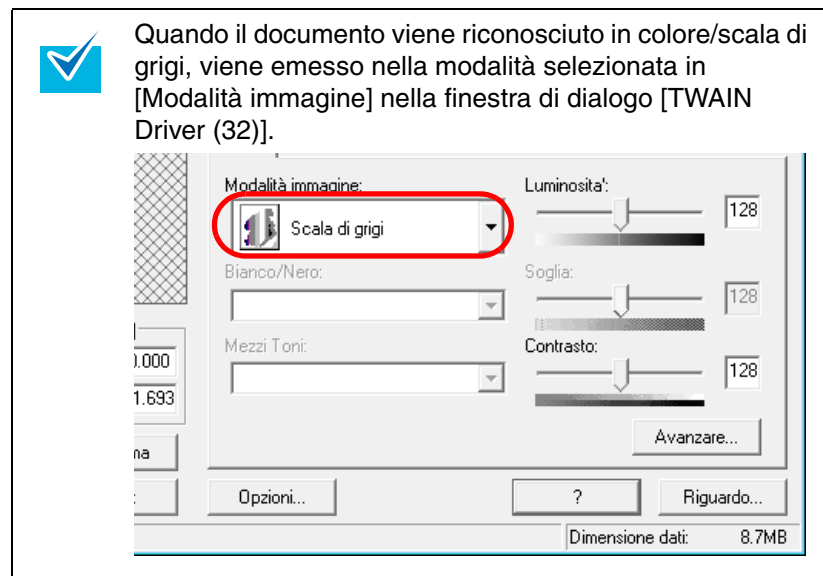 Quando il documento viene riconosciuto in colore/scala di
grigi, viene emesso nella modalità selezionata in
[Modalità immagine] nella finestra di dialogo [TWAIN
Driver (32)].
Modalità immagine:
Luminosita':
Scala di grigi
128
Bianco/Nero:
Soglia:
128
Mezzi Toni:
Contrasto:
128
0.000
1.693
Avanzare...
na
:
Opzioni...
?
Riguardo...
Dimensione dati: 8.7MB